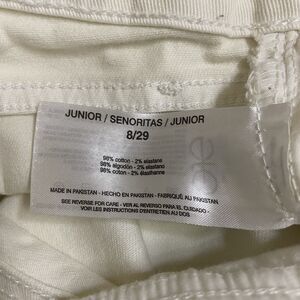 JUNIOR / SENORITAS / JUNIOR
8/29
98% cotton - 2% elastane
98% algodón - 2% elastano
98% coton - 2% élasthanne
MADE IN PAKISTAN - HECHO EN PAKISTAN - FABRIQUÉ AU PAKISTAN
SEE REVERSE FOR CARE - VER AL REVERSO PARA EL CUIDADO -
VOIR LES INSTRUCTIONS D'ENTRETIEN AU DOS